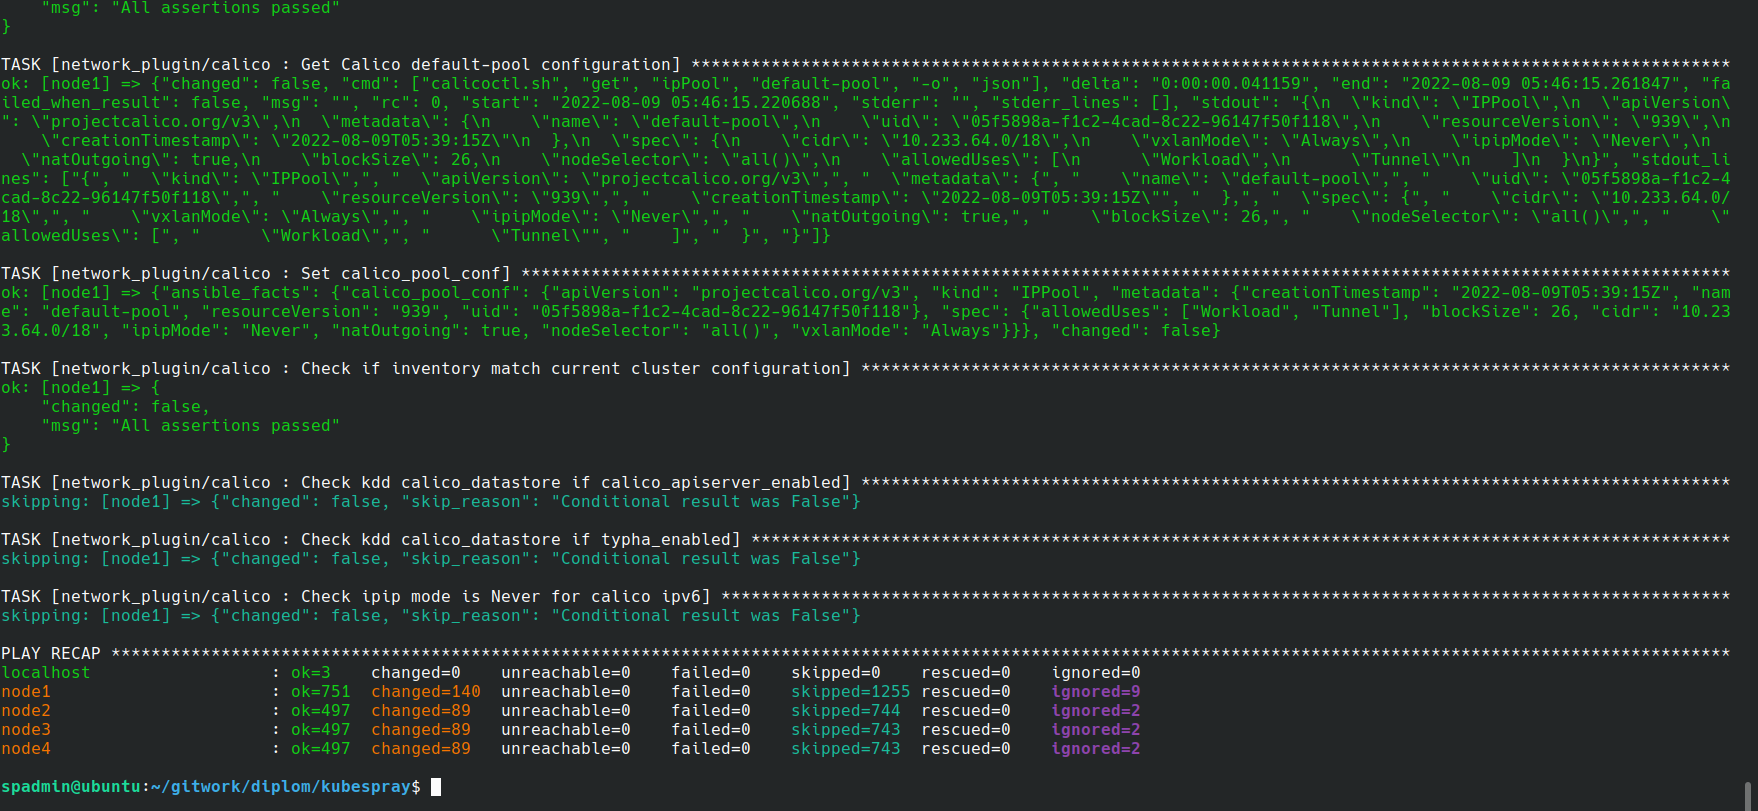 "msg": "All assertions passed"
}
TASK [network_plugin/calico : Get Calico default-pool configuration] ********************************************************************************************************
ok: [node1] => {"changed": false, "cmd": ["calicoctl.sh", "get", "ipPool", "default-pool", "-o", "json"], "delta": "0:00:00.041159", "end": "2022-08-09 05:46:15.261847", "fa
iled_when_result": false, "msg": "", "rc": 0, "start": "2022-08-09 05:46:15.220688", "stderr": "", "stderr_lines": [], "stdout": "{\n  \"kind\": \"IPPool\",\n  \"apiVersion\
": \"projectcalico.org/v3\",\n  \"metadata\": {\n    \"name\": \"default-pool\",\n    \"uid\": \"05f5898a-f1c2-4cad-8c22-96147f50f118\",\n    \"resourceVersion\": \"939\",\n
    \"creationTimestamp\": \"2022-08-09T05:39:15Z\"\n  },\n  \"spec\": {\n    \"cidr\": \"10.233.64.0/18\",\n    \"vxlanMode\": \"Always\",\n    \"ipipMode\": \"Never\",\n  
  \"natOutgoing\": true,\n    \"blockSize\": 26,\n    \"nodeSelector\": \"all()\",\n    \"allowedUses\": [\n      \"Workload\",\n      \"Tunnel\"\n    ]\n  }\n}", "stdout_li
nes": ["{", "  \"kind\": \"IPPool\",", "  \"apiVersion\": \"projectcalico.org/v3\",", "  \"metadata\": {", "    \"name\": \"default-pool\",", "    \"uid\": \"05f5898a-f1c2-4
cad-8c22-96147f50f118\",", "    \"resourceVersion\": \"939\",", "    \"creationTimestamp\": \"2022-08-09T05:39:15Z\"", "  },", "  \"spec\": {", "    \"cidr\": \"10.233.64.0/
18\",", "    \"vxlanMode\": \"Always\",", "    \"ipipMode\": \"Never\",", "    \"natOutgoing\": true,", "    \"blockSize\": 26,", "    \"nodeSelector\": \"all()\",", "    \"
allowedUses\": [", "      \"Workload\",", "      \"Tunnel\"", "    ]", "  }", "}"]}
TASK [network_plugin/calico : Set calico_pool_conf] *************************************************************************************************************************
ok: [node1] => {"ansible_facts": {"calico_pool_conf": {"apiVersion": "projectcalico.org/v3", "kind": "IPPool", "metadata": {"creationTimestamp": "2022-08-09T05:39:15Z", "nam
e": "default-pool", "resourceVersion": "939", "uid": "05f5898a-f1c2-4cad-8c22-96147f50f118"}, "spec": {"allowedUses": ["Workload", "Tunnel"], "blockSize": 26, "cidr": "10.23
3.64.0/18", "ipipMode": "Never", "natOutgoing": true, "nodeSelector": "all()", "vxlanMode": "Always"}}}, "changed": false}
TASK [network_plugin/calico : Check if inventory match current cluster configuration] ***************************************************************************************
ok: [node1] => {
    "changed": false,
    "msg": "All assertions passed"
}
TASK [network_plugin/calico : Check kdd calico_datastore if calico_apiserver_enabled] ***************************************************************************************
skipping: [node1] => {"changed": false, "skip_reason": "Conditional result was False"}
TASK [network_plugin/calico : Check kdd calico_datastore if typha_enabled] **************************************************************************************************
skipping: [node1] => {"changed": false, "skip_reason": "Conditional result was False"}
TASK [network_plugin/calico : Check ipip mode is Never for calico ipv6] *****************************************************************************************************
skipping: [node1] => {"changed": false, "skip_reason": "Conditional result was False"}
PLAY RECAP ******************************************************************************************************************************************************************
localhost                  : ok=3    changed=0    unreachable=0    failed=0    skipped=0    rescued=0    ignored=0
node1                      : ok=751  changed=140  unreachable=0    failed=0    skipped=1255 rescued=0    ignored=9
node2                      : ok=497  changed=89   unreachable=0    failed=0    skipped=744  rescued=0    ignored=2
node3                      : ok=497  changed=89   unreachable=0    failed=0    skipped=743  rescued=0    ignored=2
node4                      : ok=497  changed=89   unreachable=0    failed=0    skipped=743  rescued=0    ignored=2
spadmin@ubuntu:~/gitwork/diplom/kubespray$